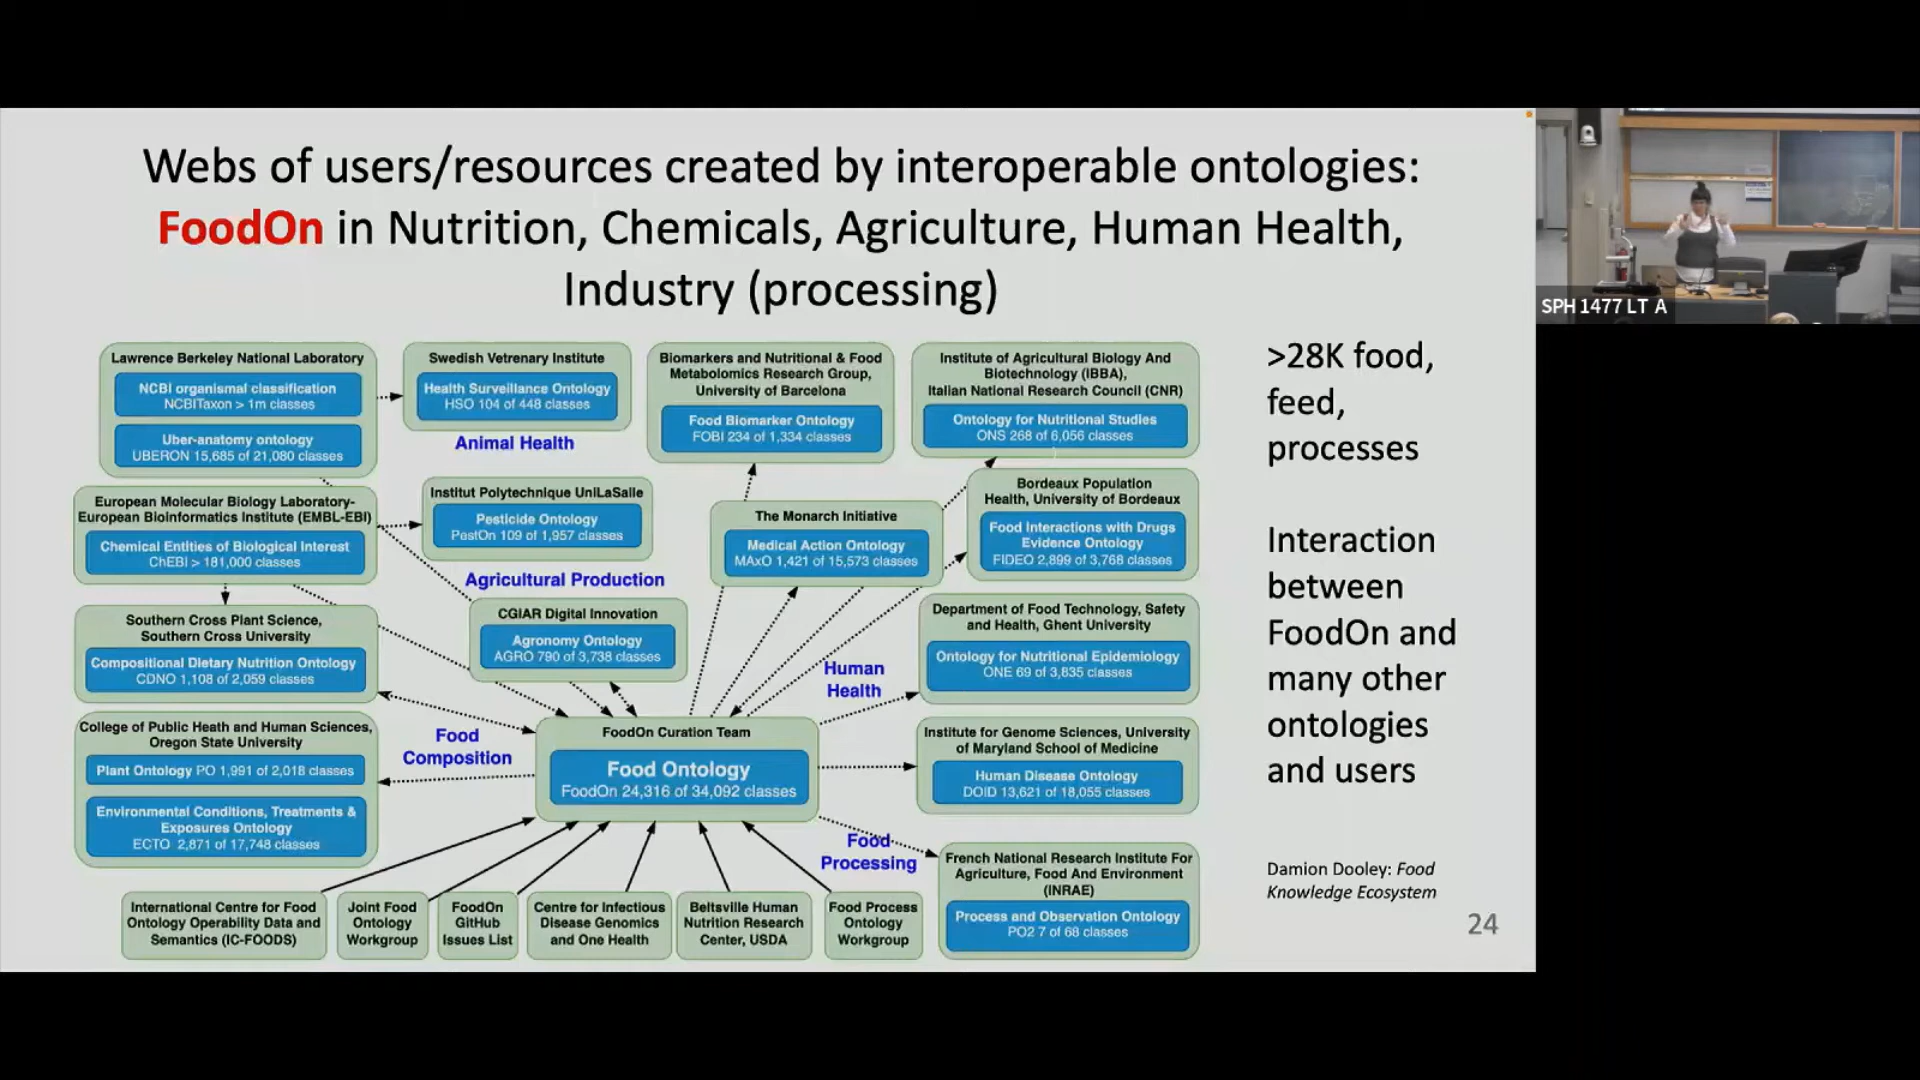 Webs of users/resources created by interoperable ontologies:
FoodOn in Nutrition, Chemicals, Agriculture, Human Health,
Industry (processing)
Lawrence Berkeley National Laboratory
NCBI organismal classification
NCBITaxon > 1m classes
Uber-anatomy ontology
UBERON 15,685 of 21,080 classes
Swedish Vetrenary Institute
Health Surveillance Ontology
HSO 104 of 448 classes
Animal Health
Biomarkers and Nutritional & Food
Metabolomics Research Group,
University of Barcelona
Food Biomarker Ontology
FOBI 234 of 1,334 classes
Institute of Agricultural Biology And
Biotechnology (IBBA),
Italian National Research Council (CNR)
Ontology for Nutritional Studies
ONS 268 of 6,056 classes
European Molecular Biology Laboratory-
European Bioinformatics Institute (EMBL-EBI)
Chemical Entities of Biological Interest
ChEBI > 181,000 classes
Institut Polytechnique UniLaSalle
Pesticide Ontology
PestOn 109 of 1,957 classes
Agricultural Production
The Monarch Initiative
Medical Action Ontology
MAxO 1,421 of 15,573 classes
Bordeaux Population
Health, University of Bordeaux
Food Interactions with Drugs
Evidence Ontology
FIDEO 2,899 of 3,768 classes
Southern Cross Plant Science,
Southern Cross University
Compositional Dietary Nutrition Ontology
CDNO 1,108 of 2,059 classes
CGIAR Digital Innovation
Agronomy Ontology
AGRO 790 of 3,738 classes
Human
Health
Department of Food Technology, Safety
and Health, Ghent University
Ontology for Nutritional Epidemiology
ONE 69 of 3,835 classes
College of Public Heath and Human Sciences,
Oregon State University
Plant Ontology PO 1,991 of 2,018 classes
Environmental Conditions, Treatments &
Exposures Ontology
ECTO 2,871 of 17,748 classes
Food
Composition
FoodOn Curation Team
Food Ontology
FoodOn 24,316 of 34,092 classes
Institute for Genome Sciences, University
of Maryland School of Medicine
Human Disease Ontology
DOID 13,621 of 18,055 classes
Food
Processing
French National Research Institute For
Agriculture, Food And Environment
(INRAE)
Process and Observation Ontology
PO2 7 of 68 classes
International Centre for Food
Ontology Operability Data and
Semantics (IC-FOODS)
Joint Food
Ontology
Workgroup
FoodOn
GitHub
Issues List
Centre for Infectious
Disease Genomics
and One Health
Beltsville Human
Nutrition Research
Center, USDA
Food Process
Ontology
Workgroup
>28K food,
feed,
processes
Interaction
between
FoodOn and
many other
ontologies
and users
Damion Dooley: Food
Knowledge Ecosystem
24
SPH 1477 LT A